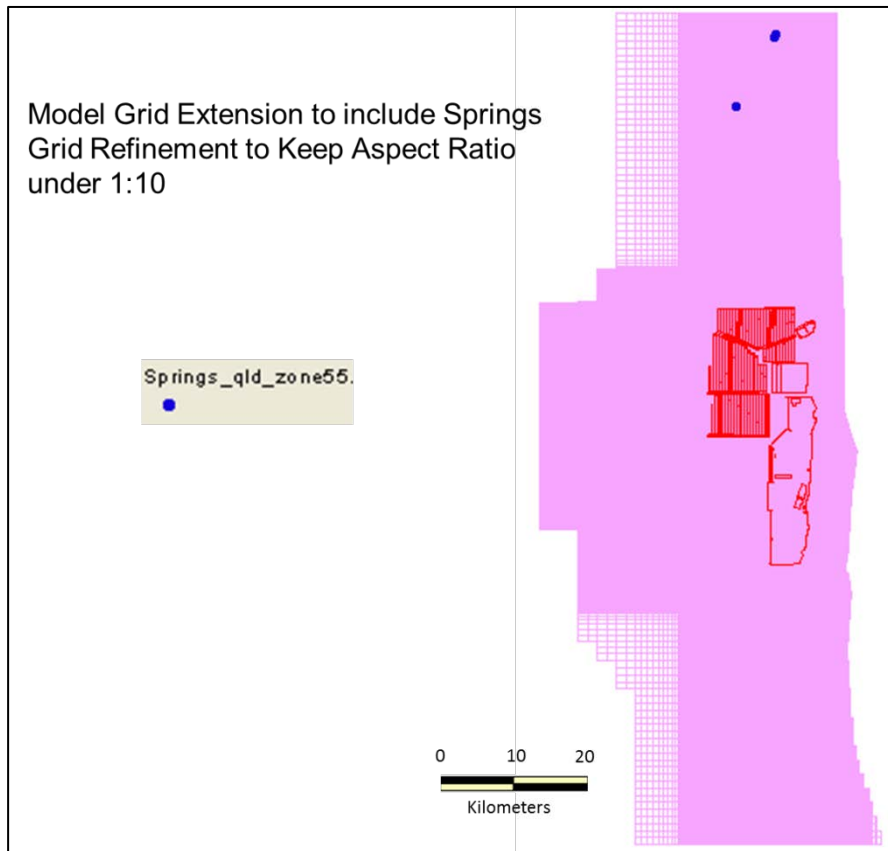 Model Grid Extension to include Springs
Grid Refinement to Keep Aspect Ratio
under 1:10
Springs_qld_zone55.
0 10 20
Kilometers